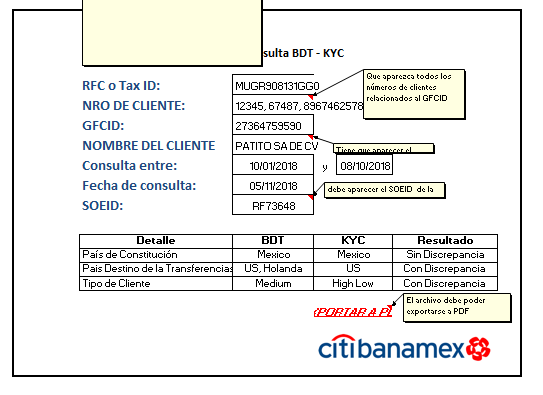 sulta BDT - KYC
RFC o Tax ID: MUGR908131GG0
Que aparezca todos los
números de clientes
relacionados al GFCID
NRO DE CLIENTE: 12345, 67487, 8967462578
GFCID: 27364759590
NOMBRE DEL CLIENTE PATITO SA DE CV
Tiene que aparecer el
Consulta entre: 10/01/2018 y 08/10/2018
Fecha de consulta: 05/11/2018
debe aparecer el SOEID de la
SOEID: RF73648
Detalle BDT KYC Resultado
País de Constitución Mexico Mexico Sin Discrepancia
Pais Destino de la Transferencias US, Holanda US Con Discrepancia
Tipo de Cliente Medium High Low Con Discrepancia
El archivo debe poder
exportarse a PDF
PORTAR A P
citibanamex